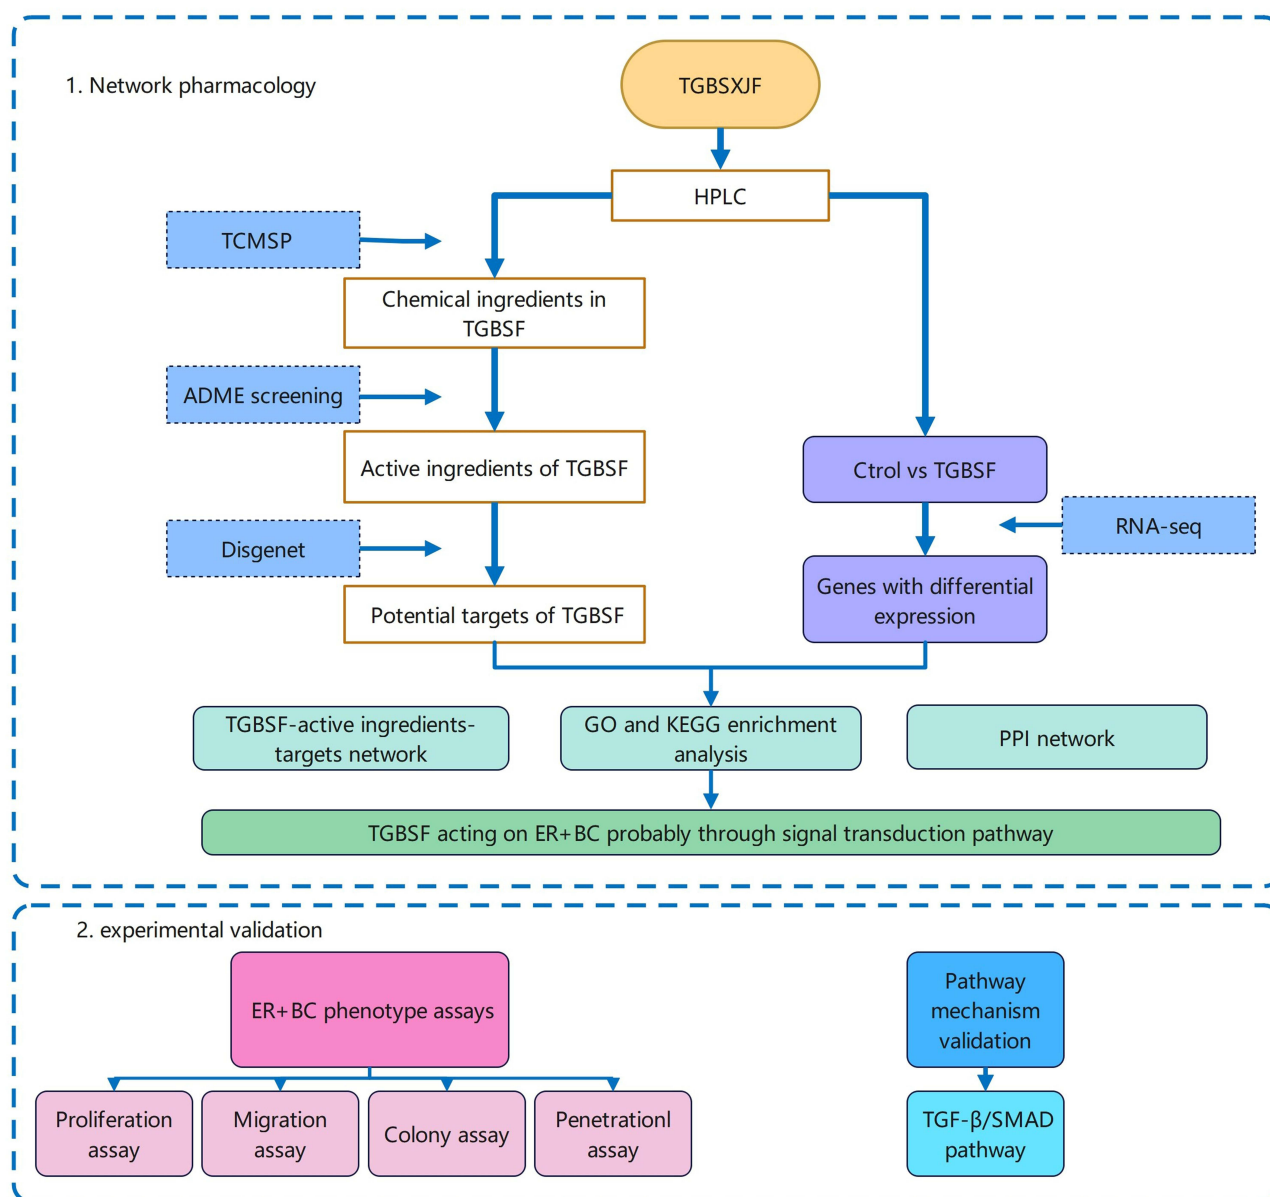 1. Network pharmacology
TGBSXJF
HPLC
TCMSP
Chemical ingredients in
TGBSF
ADME screening
Active ingredients of TGBSF
Ctrol vs TGBSF
RNA-seq
Disgenet
Genes with differential
expression
Potential targets of TGBSF
TGBSF-active ingredients-
targets network
GO and KEGG enrichment
analysis
PPI network
TGBSF acting on ER+BC probably through signal transduction pathway
2. experimental validation
ER+BC phenotype assays
Pathway
mechanism
validation
Proliferation
assay
Migration
assay
Colony assay
Penetrationl
assay
TGF-β/SMAD
pathway